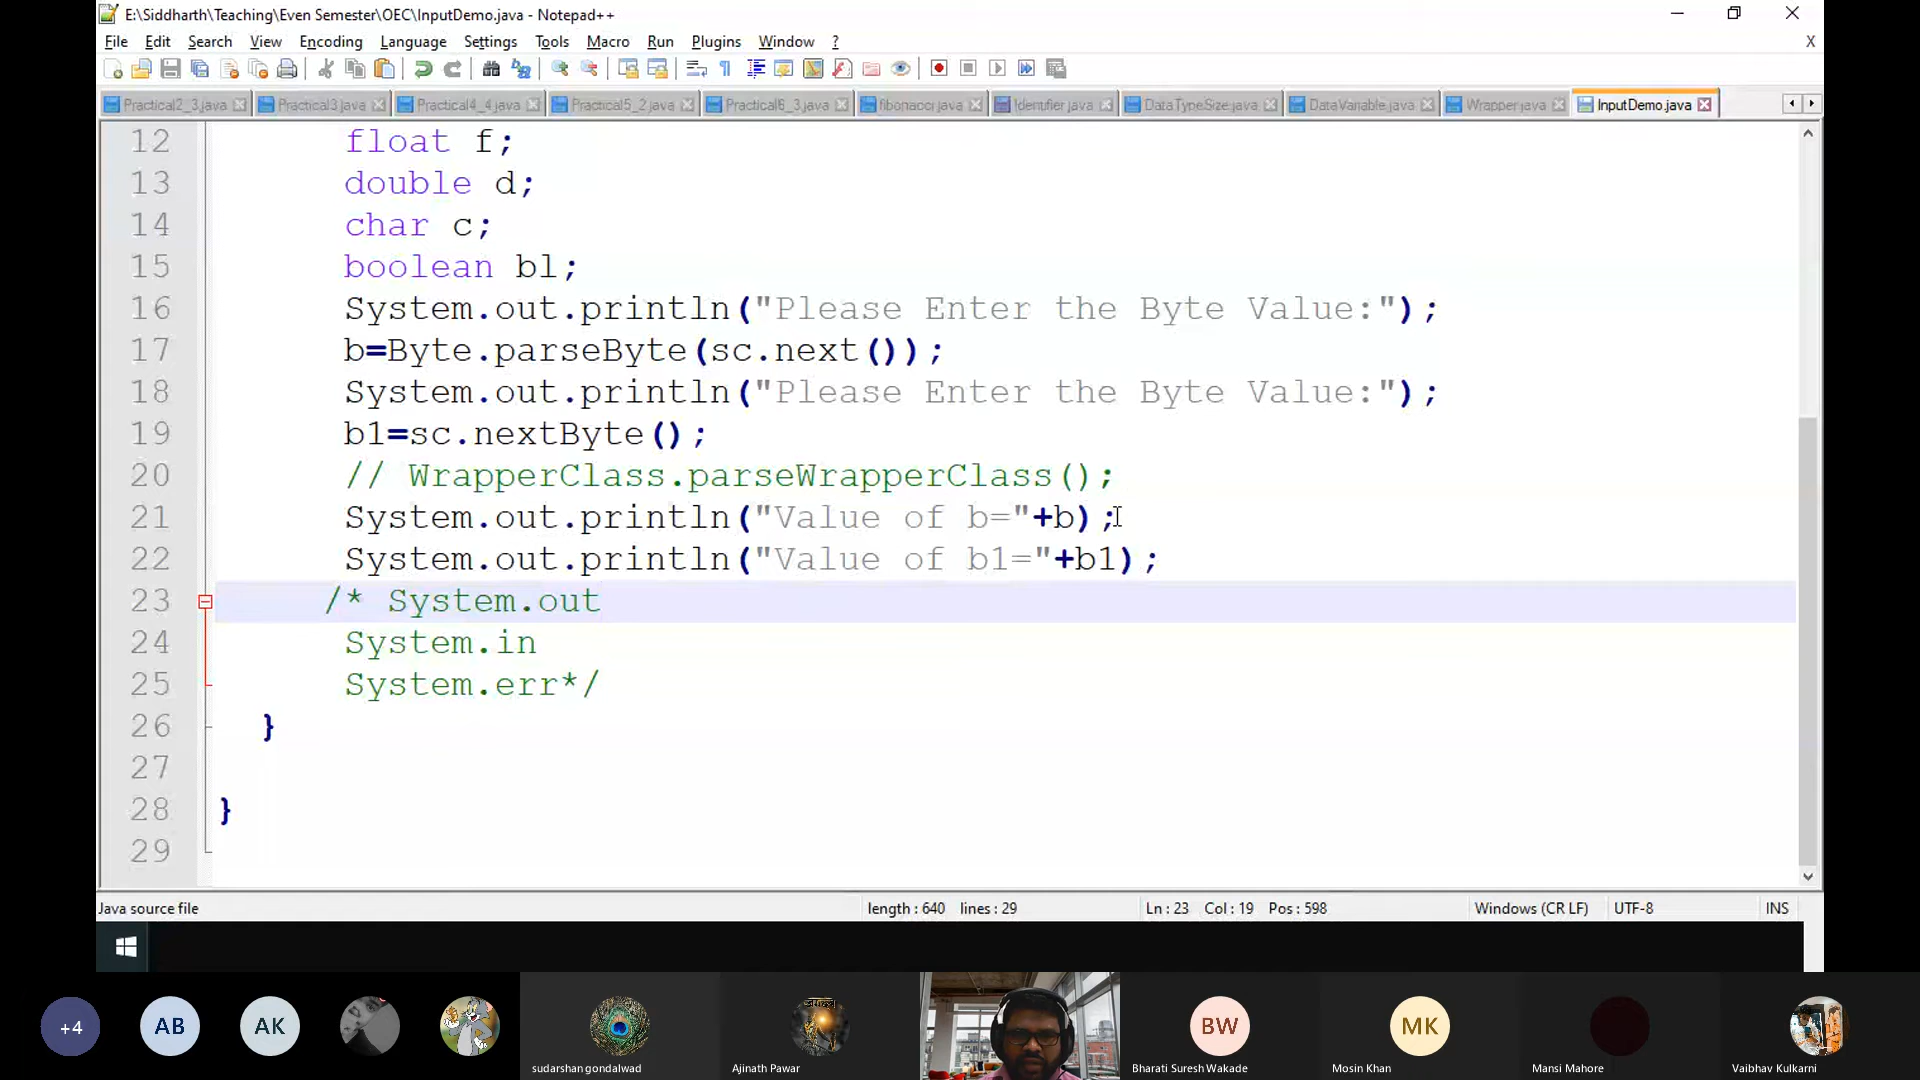 E:\Siddharth\Teaching\Even Semester\OEC\InputDemo.java - Notepad++
File Edit Search View Encoding Language Settings Tools Macro Run Plugins Window ? X
Practical2_3.java Practical3.java Practical4_4.java Practical5_2.java Practical6_3.java fibonacci.java Identifier.java DataTypeSize.java DataVariable.java Wrapper.java InputDemo.java
12 float f;
13 double d;
14 char c;
15 boolean bl;
16 System.out.println("Please Enter the Byte Value:");
17 b=Byte.parseByte(sc.next());
18 System.out.println("Please Enter the Byte Value:");
19 b1=sc.nextByte();
20 // WrapperClass.parseWrapperClass();
21 System.out.println("Value of b="+b);
22 System.out.println("Value of b1="+b1);
23 /* System.out
24 System.in
25 System.err*/
26 }
27
28 }
29
Java source file length : 640 lines : 29 Ln : 23 Col : 19 Pos : 598 Windows (CR LF) UTF-8 INS
+4 AB AK BW MK
sudarshan gondalwad Ajinath Pawar Bharati Suresh Wakade Mosin Khan Mansi Mahore Vaibhav Kulkarni